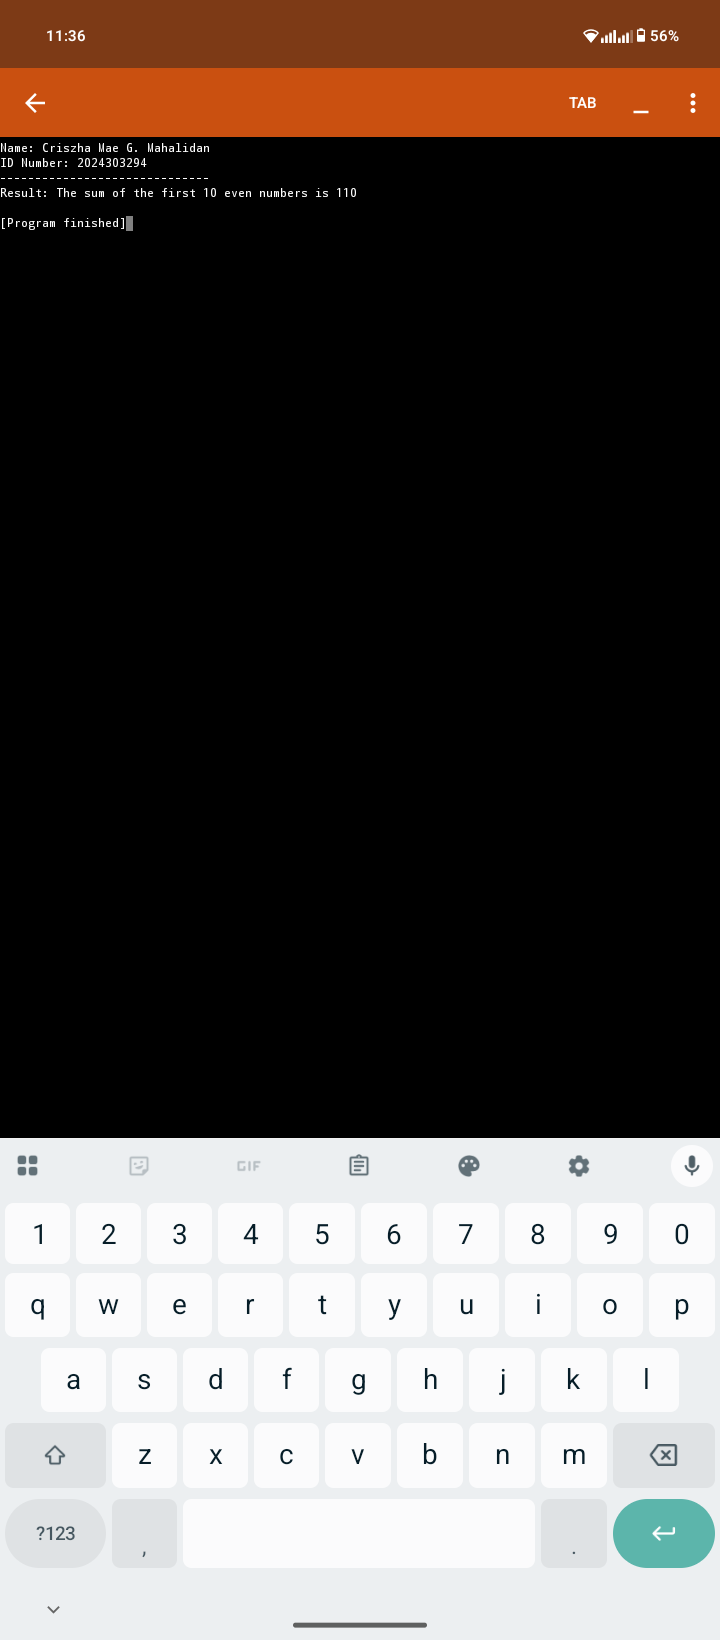 11:36
56%
TAB
Name: Criszha Mae G. Mahalidan
ID Number: 2024303294
------------------------------
Result: The sum of the first 10 even numbers is 110
[Program finished]
GIF
1 2 3 4 5 6 7 8 9 0
q w e r t y u i o p
a s d f g h j k l
z x c v b n m
?123 , .